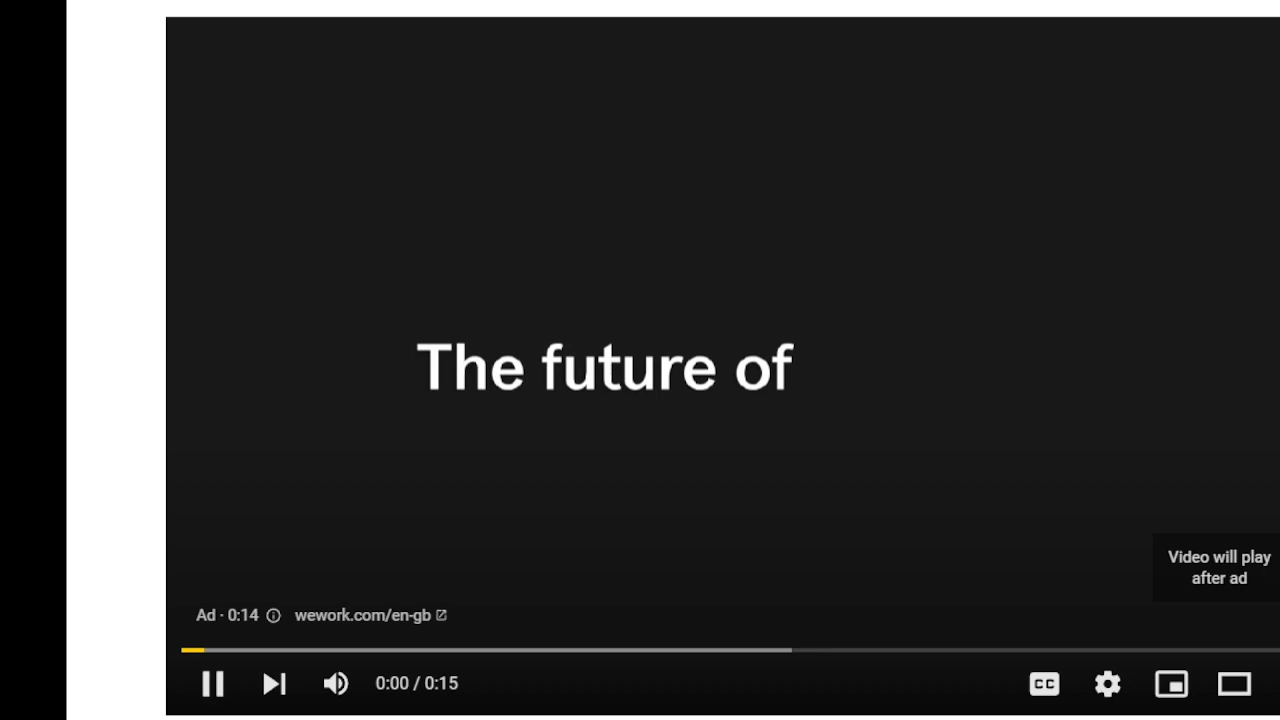 The future of
Video will play
after ad
Ad · 0:14 wework.com/en-gb
0:00 / 0:15
CC